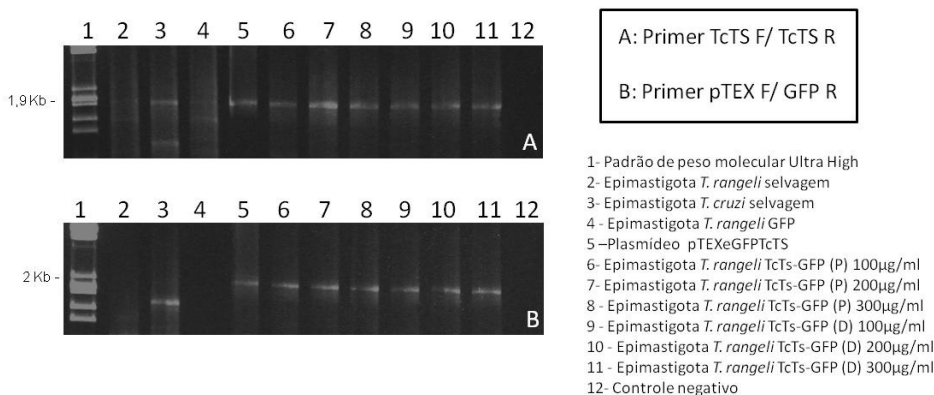 1 2 3 4 5 6 7 8 9 10 11 12
1,9 Kb -
A
1 2 3 4 5 6 7 8 9 10 11 12
2 Kb -
B
A: Primer TcTS F/ TcTS R
B: Primer pTEX F/ GFP R
1- Padrão de peso molecular Ultra High
2- Epimastigota T. rangeli selvagem
3- Epimastigota T. cruzi selvagem
4- Epimastigota T. rangeli GFP
5 –Plasmídeo pTEXeGFPTcTS
6- Epimastigota T. rangeli TcTs-GFP (P) 100μg/ml
7- Epimastigota T. rangeli TcTs-GFP (P) 200μg/ml
8 - Epimastigota T. rangeli TcTs-GFP (P) 300μg/ml
9 - Epimastigota T. rangeli TcTs-GFP (D) 100μg/ml
10 - Epimastigota T. rangeli TcTs-GFP (D) 200μg/ml
11 - Epimastigota T. rangeli TcTs-GFP (D) 300μg/ml
12- Controle negativo